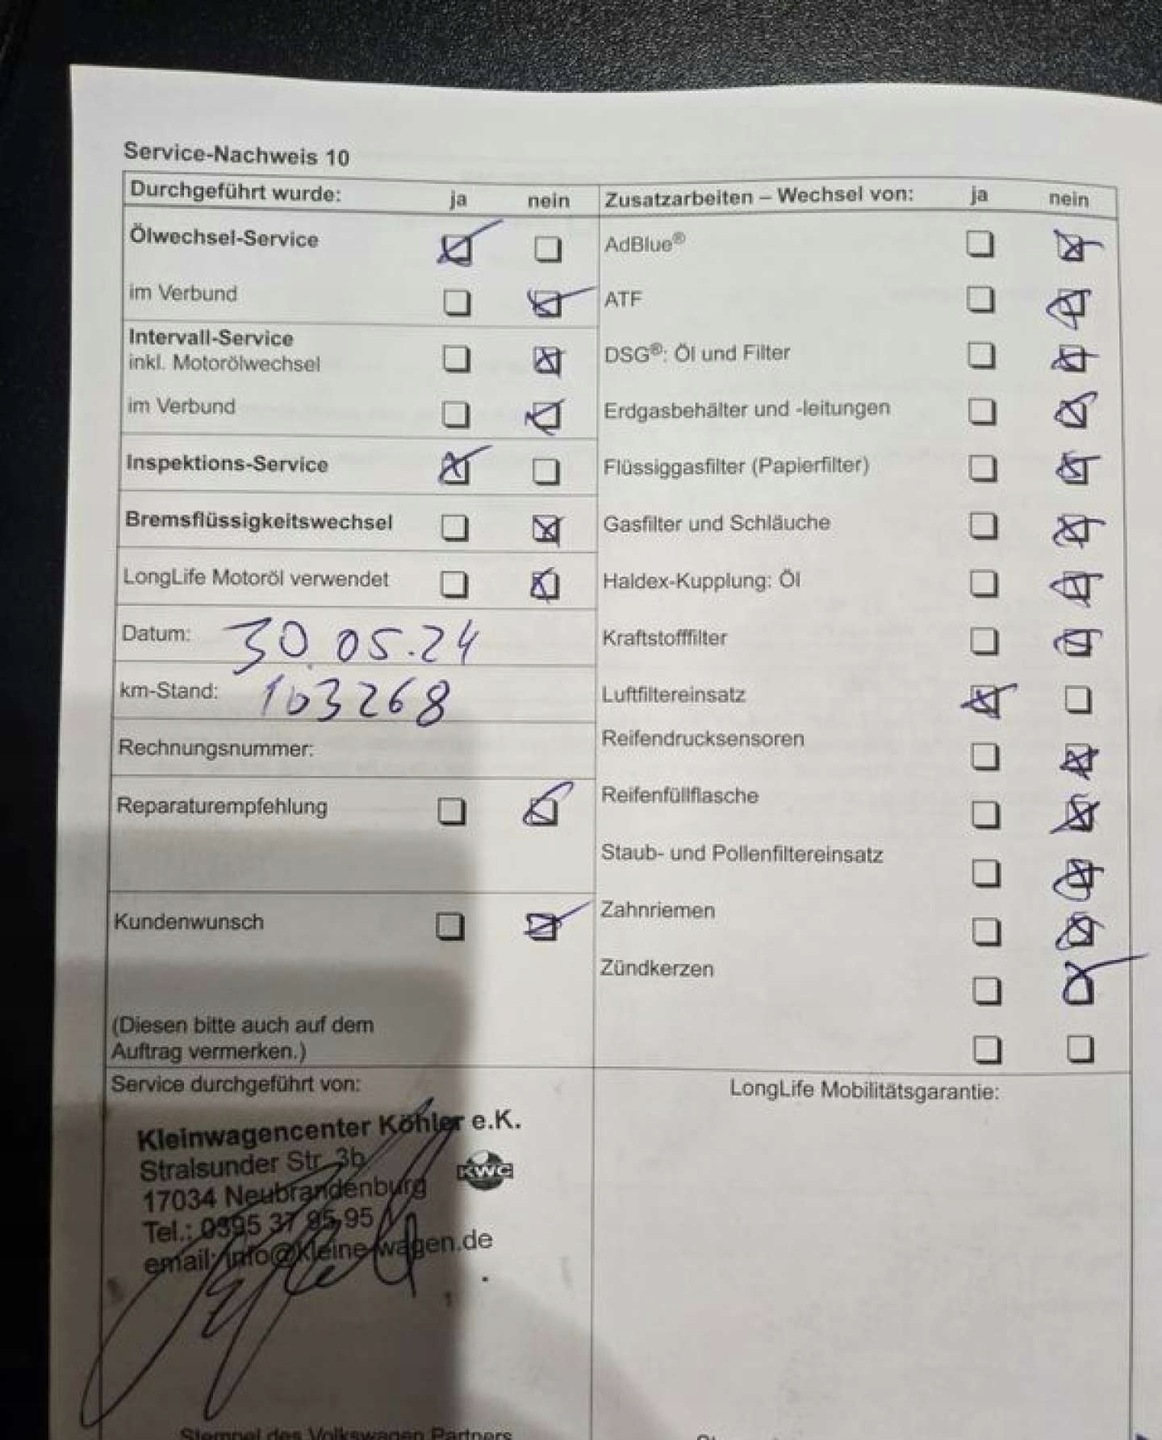 Service-Nachweis 10
Durchgeführt wurde: ja nein
Ölwechsel-Service
im Verbund
Intervall-Service
inkl. Motorölwechsel
im Verbund
Inspektions-Service
Bremsflüssigkeitswechsel
LongLife Motoröl verwendet
Datum: 30.05.24
km-Stand: 103268
Rechnungsnummer:
Reparaturempfehlung
Kundenwunsch
(Diesen bitte auch auf dem
Auftrag vermerken.)
Zusatzarbeiten – Wechsel von: ja nein
AdBlue®
ATF
DSG®: Öl und Filter
Erdgasbehälter und -leitungen
Flüssiggasfilter (Papierfilter)
Gasfilter und Schläuche
Haldex-Kupplung: Öl
Kraftstofffilter
Luftfiltereinsatz
Reifendrucksensoren
Reifenfüllflasche
Staub- und Pollenfiltereinsatz
Zahnriemen
Zündkerzen
Service durchgeführt von:
Kleinwagencenter Köhler e.K.
Stralsunder Str. 3b
17034 Neubrandenburg
Tel.: 0395 37 95 95
email: info@kleine-wagen.de
KWC
Stempel des Volkswagen Partners
LongLife Mobilitätsgarantie: